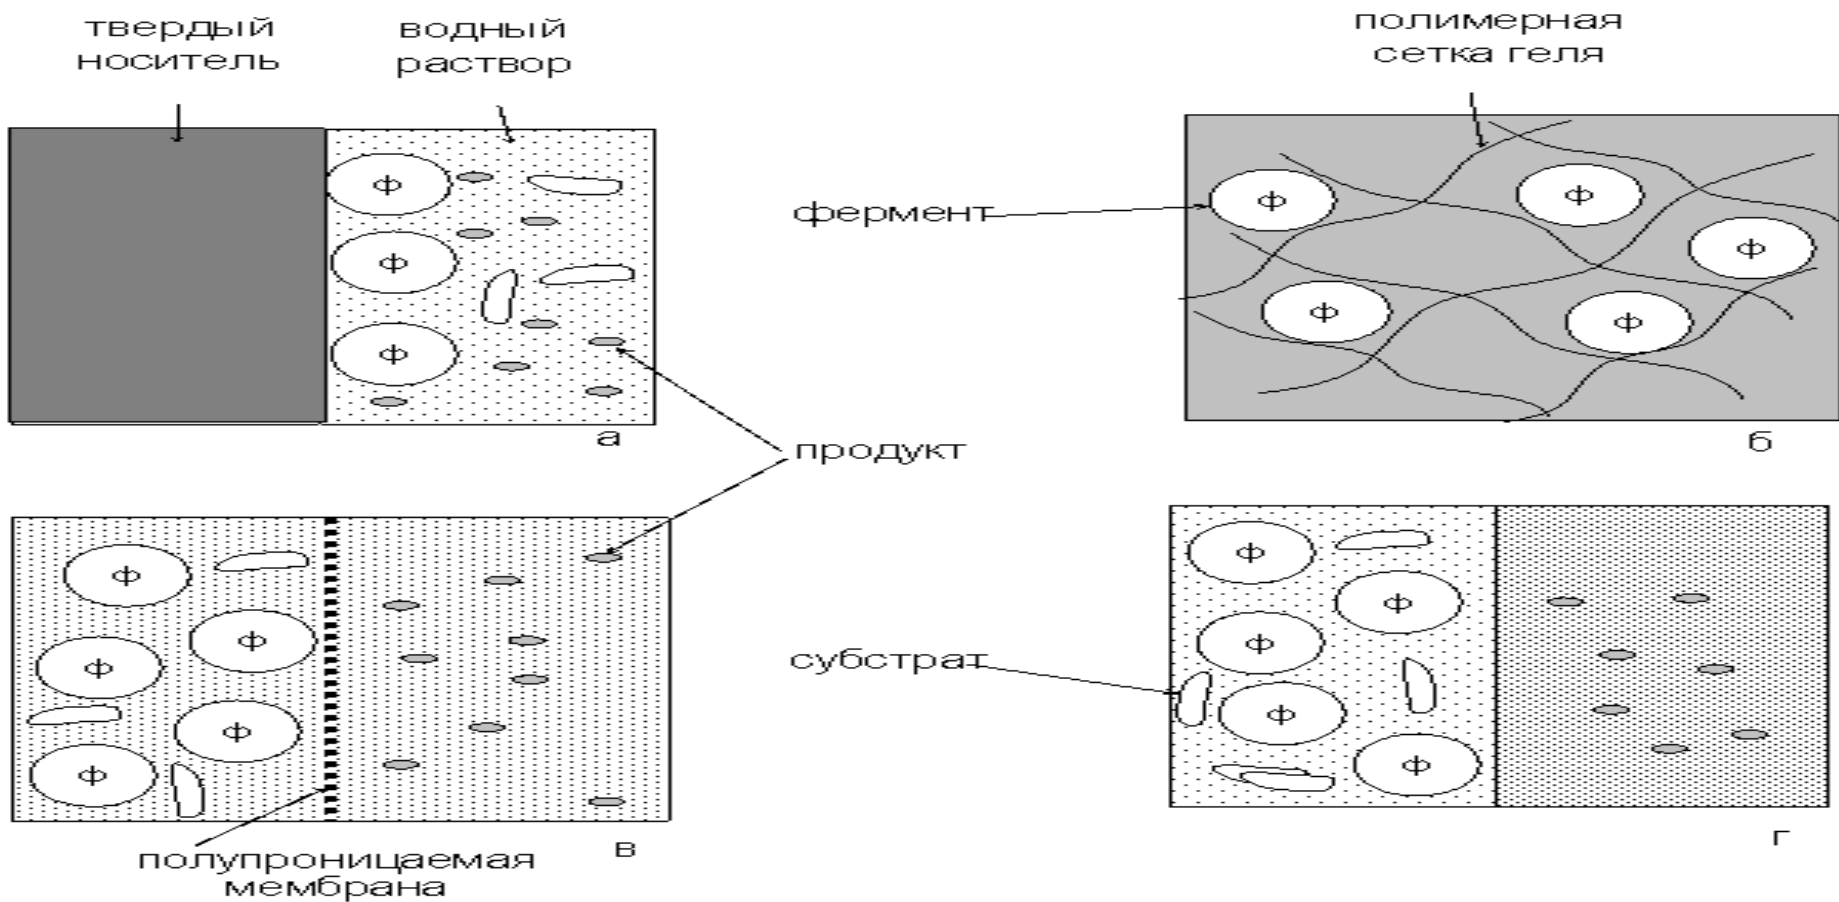 твердый
носитель
водный
раствор
полимерная
сетка геля
ф
ф
ф
а
фермент
ф
ф
ф
ф
ф
б
продукт
ф
ф
ф
ф
ф
в
полупроницаемая
мембрана
субстрат
ф
ф
ф
ф
ф
г